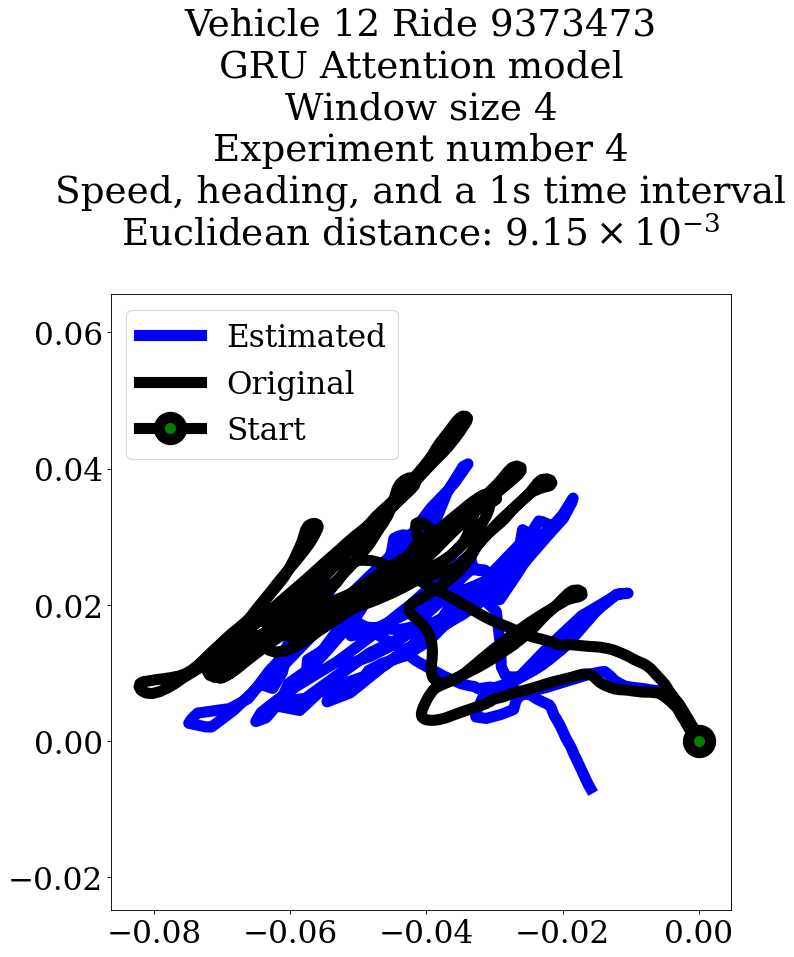 Vehicle 12 Ride 9373473
GRU Attention model
Window size 4
Experiment number 4
Speed, heading, and a 1s time interval
Euclidean distance: 9.15 × 10⁻³
0.06
Estimated
Original
0.04
Start
0.02
0.00
−0.02
−0.08 −0.06 −0.04 −0.02 0.00